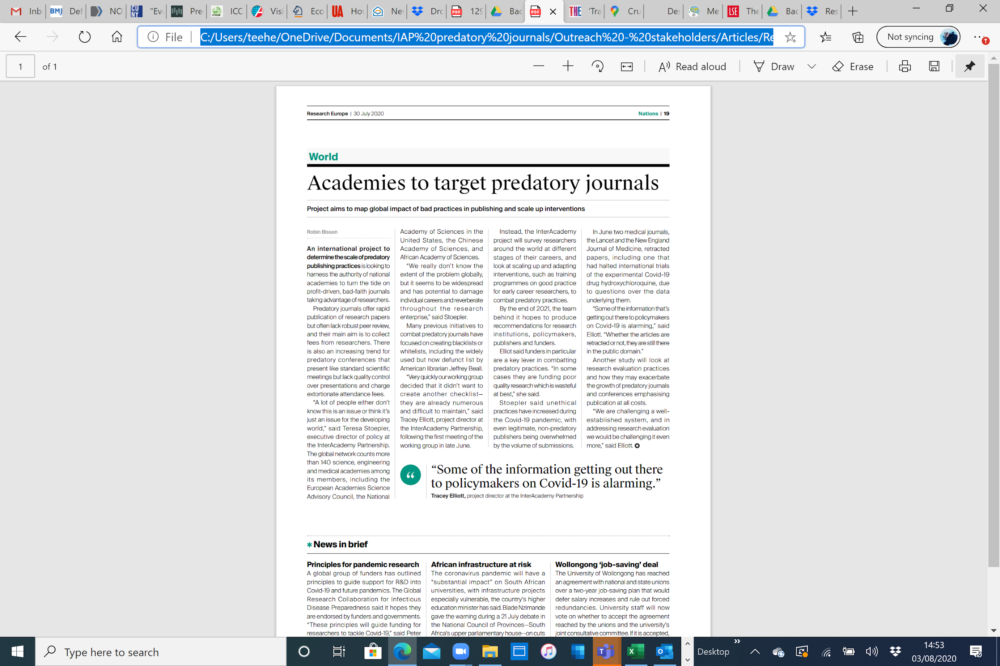 Inb
Def
NO
"Ev
Pre
ICC
Visi
Eco
Hov
Nev
Drc
129
Bac
'Tra
Cru
Des
Me
The
Bac
Res
File
C:/Users/teehe/OneDrive/Documents/IAP%20predatory%20journals/Outreach%20-%20stakeholders/Articles/Re
Not syncing
1 of 1
Read aloud
Draw
Erase
Research Europe | 30 July 2020
Nations | 19
World
Academies to target predatory journals
Project aims to map global impact of bad practices in publishing and scale up interventions
Robin Bisson
An international project to
determine the scale of predatory
publishing practices is looking to
harness the authority of national
academies to turn the tide on
profit-driven, bad-faith journals
taking advantage of researchers.
Predatory journals offer rapid
publication of research papers
but often lack robust peer review,
and their main aim is to collect
fees from researchers. There
is also an increasing trend for
predatory conferences that
present like standard scientific
meetings but lack quality control
over presentations and charge
extortionate attendance fees.
“A lot of people either don’t
know this is an issue or think it’s
just an issue for the developing
world,” said Teresa Stoepler,
executive director of policy at
the InterAcademy Partnership.
The global network counts more
than 140 science, engineering
and medical academies among
its members, including the
European Academies Science
Advisory Council, the National
Academy of Sciences in the
United States, the Chinese
Academy of Sciences, and
African Academy of Sciences.
“We really don’t know the
extent of the problem globally,
but it seems to be widespread
and has potential to damage
individual careers and reverberate
throughout the research
enterprise,” said Stoepler.
Many previous initiatives to
combat predatory journals have
focused on creating blacklists or
whitelists, including the widely
used but now defunct list by
American librarian Jeffrey Beall.
“Very quickly our working group
decided that it didn’t want to
create another checklist—
they are already numerous
and difficult to maintain,” said
Tracey Elliott, project director at
the InterAcademy Partnership,
following the first meeting of the
working group in late June.
Instead, the InterAcademy
project will survey researchers
around the world at different
stages of their careers, and
look at scaling up and adapting
interventions, such as training
programmes on good practice
for early career researchers, to
combat predatory practices.
By the end of 2021, the team
behind it hopes to produce
recommendations for research
institutions, policymakers,
publishers and funders.
Elliot said funders in particular
are a key lever in combatting
predatory practices. “In some
cases they are funding poor
quality research which is wasteful
at best,” she said.
Stoepler said unethical
practices have increased during
the Covid-19 pandemic, with
even legitimate, non-predatory
publishers being overwhelmed
by the volume of submissions.
In June two medical journals,
the Lancet and the New England
Journal of Medicine, retracted
papers, including one that
had halted international trials
of the experimental Covid-19
drug hydroxychloroquine, due
to questions over the data
underlying them.
“Some of the information that’s
getting out there to policymakers
on Covid-19 is alarming,” said
Elliott. “Whether the articles are
retracted or not, they are still there
in the public domain.”
Another study will look at
research evaluation practices
and how they may exacerbate
the growth of predatory journals
and conferences emphasising
publication at all costs.
“We are challenging a well-
established system, and in
addressing research evaluation
we would be challenging it even
more,” said Elliott.
“Some of the information getting out there
to policymakers on Covid-19 is alarming.”
Tracey Elliott, project director at the InterAcademy Partnership
* News in brief
Principles for pandemic research
A global group of funders has outlined
principles to guide support for R&D into
Covid-19 and future pandemics. The Global
Research Collaboration for Infectious
Disease Preparedness said it hopes they
are endorsed by funders and governments.
“These principles will guide funding for
researchers to tackle Covid-19,” said Peter
African infrastructure at risk
The coronavirus pandemic will have a
“substantial impact” on South African
universities, with infrastructure projects
especially vulnerable, the country’s higher
education minister has said. Blade Nzimande
gave the warning during a 21 July debate in
the National Council of Provinces—South
Africa’s upper parliamentary house—on cuts
Wollongong ‘job-saving’ deal
The University of Wollongong has reached
an agreement with national and state unions
over a two-year job-saving plan that would
defer salary increases and rule out forced
redundancies. University staff will now
vote on whether to accept the agreement
reached by the unions and the university’s
joint consultative committee. If it is accepted,
Type here to search
Desktop
14:53
03/08/2020